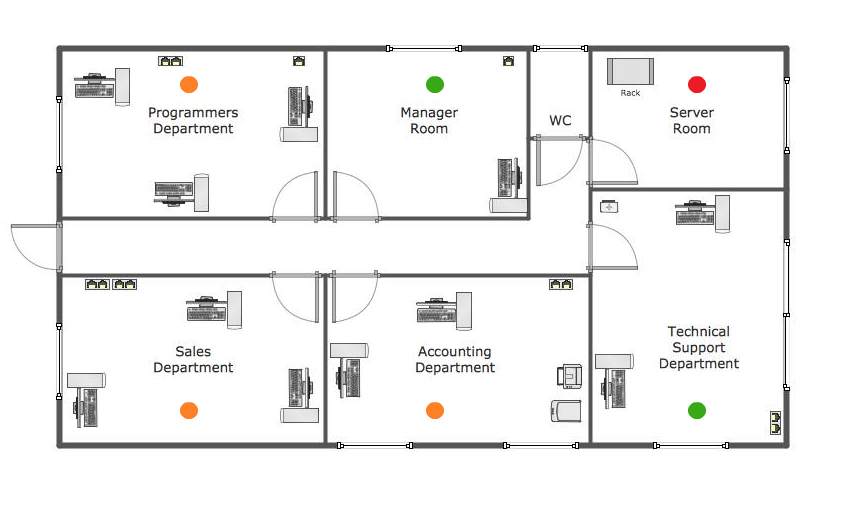 Programmers
Department
Manager
Room
WC
Rack
Server
Room
Sales
Department
Accounting
Department
Technical
Support
Department